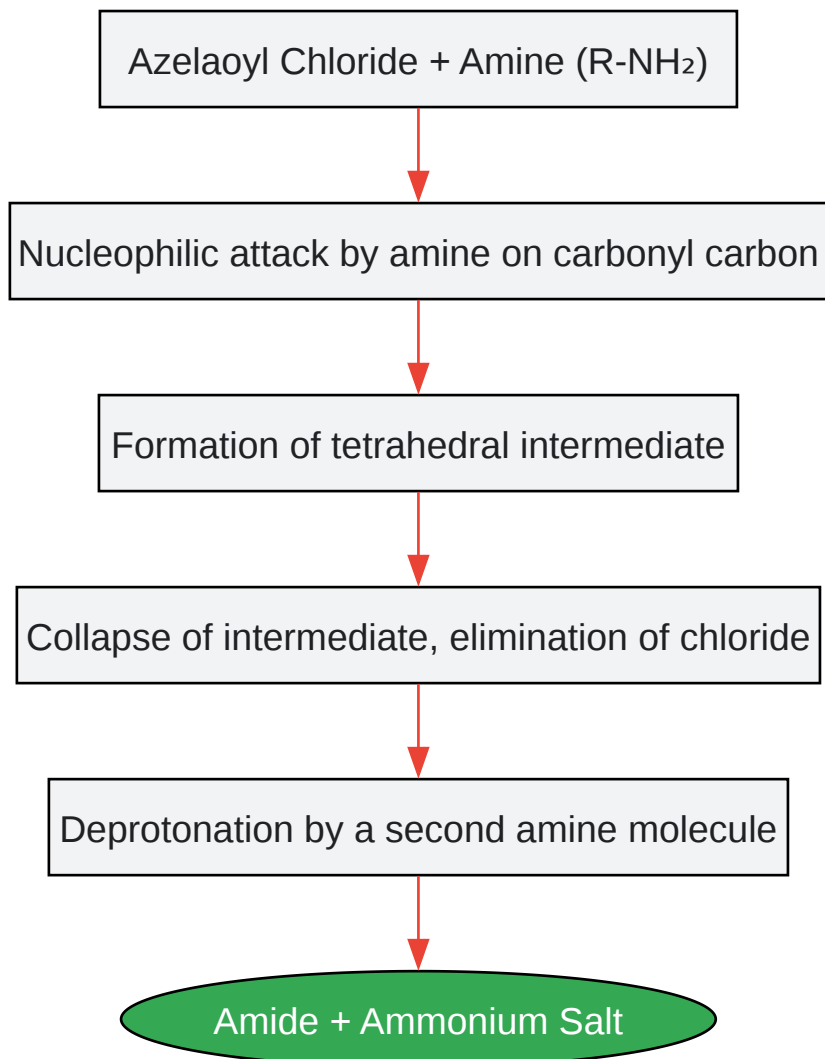 Azelaoyl Chloride + Amine (R-NH₂)
Nucleophilic attack by amine on carbonyl carbon
Formation of tetrahedral intermediate
Collapse of intermediate, elimination of chloride
Deprotonation by a second amine molecule
Amide + Ammonium Salt